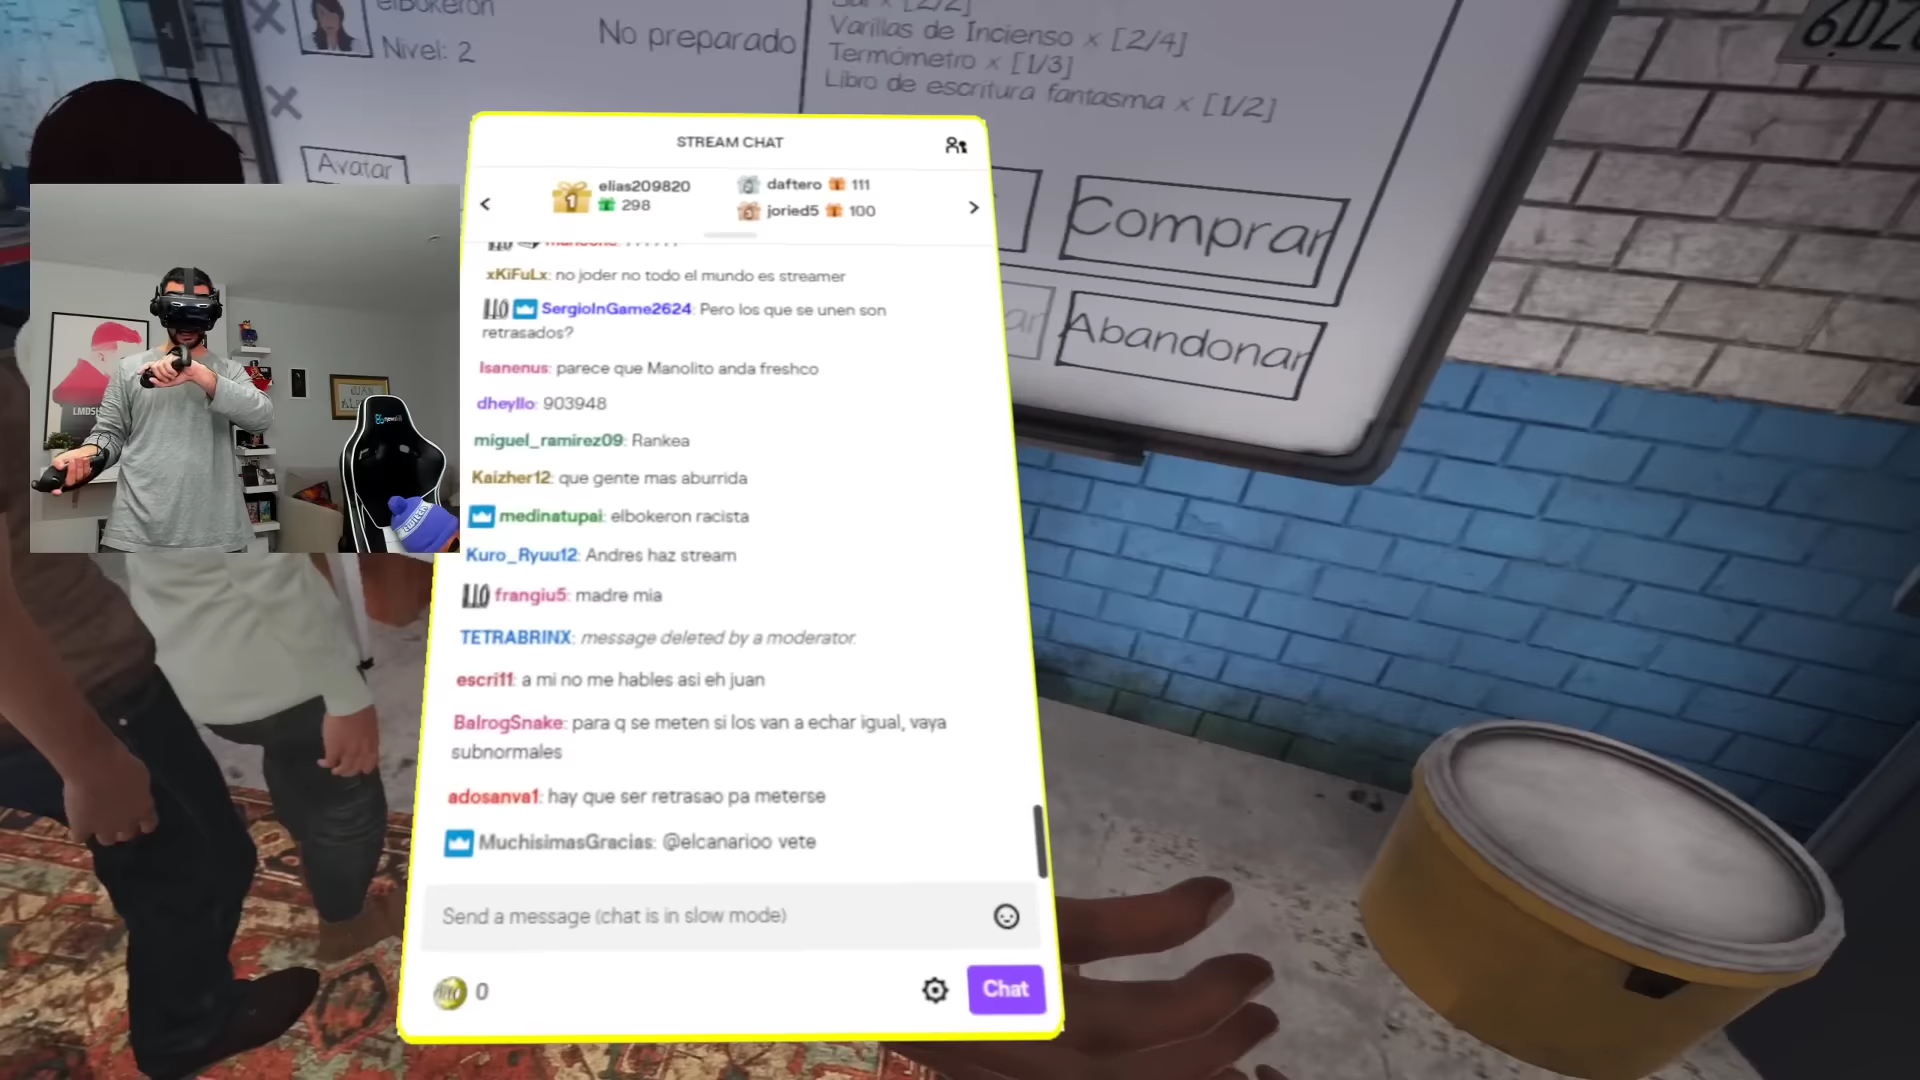 elBokeron
Nivel: 2
No preparado
Varillas de Incienso x [2/4]
Termómetro x [1/3]
Libro de escritura fantasma x [1/2]
Avatar
Comprar
Abandonar
STREAM CHAT
elias209820
298
daftero 111
joried5 100
xKiFuLx: no joder no todo el mundo es streamer
SergioInGame2624: Pero los que se unen son
retrasados?
Isanenus: parece que Manolito anda freshco
dheyllo: 903948
miguel_ramirez09: Rankea
Kaizher12: que gente mas aburrida
medinatupai: elbokeron racista
Kuro_Ryuu12: Andres haz stream
frangiu5: madre mia
TETRABRINX: message deleted by a moderator.
escri11: a mi no me hables asi eh juan
BalrogSnake: para q se meten si los van a echar igual, vaya
subnormales
adosanva1: hay que ser retrasao pa meterse
MuchisimasGracias: @elcanarioo vete
Send a message (chat is in slow mode)
0
Chat